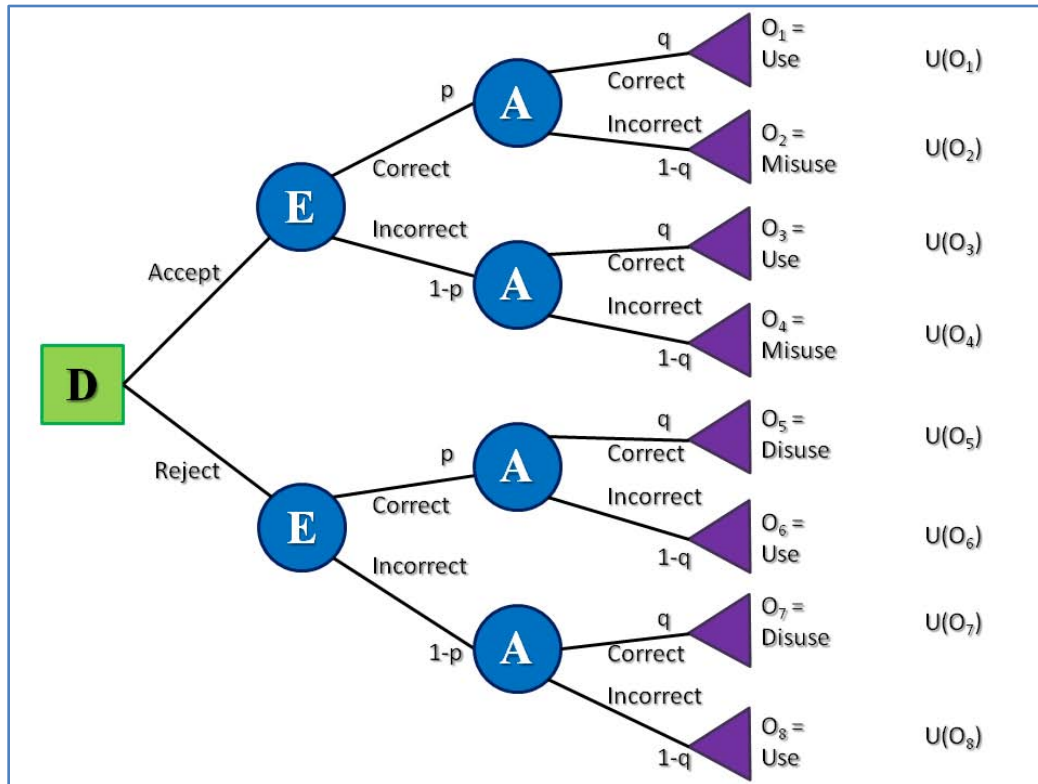 q
O₁ =
Use
U(O₁)
Correct
p
A
Incorrect
O₂ =
Misuse
U(O₂)
1-q
Correct
E
Incorrect
q
O₃ =
Use
U(O₃)
Correct
Accept
1-p
A
Incorrect
O₄ =
Misuse
U(O₄)
1-q
D
q
O₅ =
Disuse
U(O₅)
Correct
Reject
p
A
Incorrect
O₆ =
Use
U(O₆)
1-q
Correct
E
Incorrect
q
O₇ =
Disuse
U(O₇)
Correct
1-p
A
Incorrect
O₈ =
Use
U(O₈)
1-q